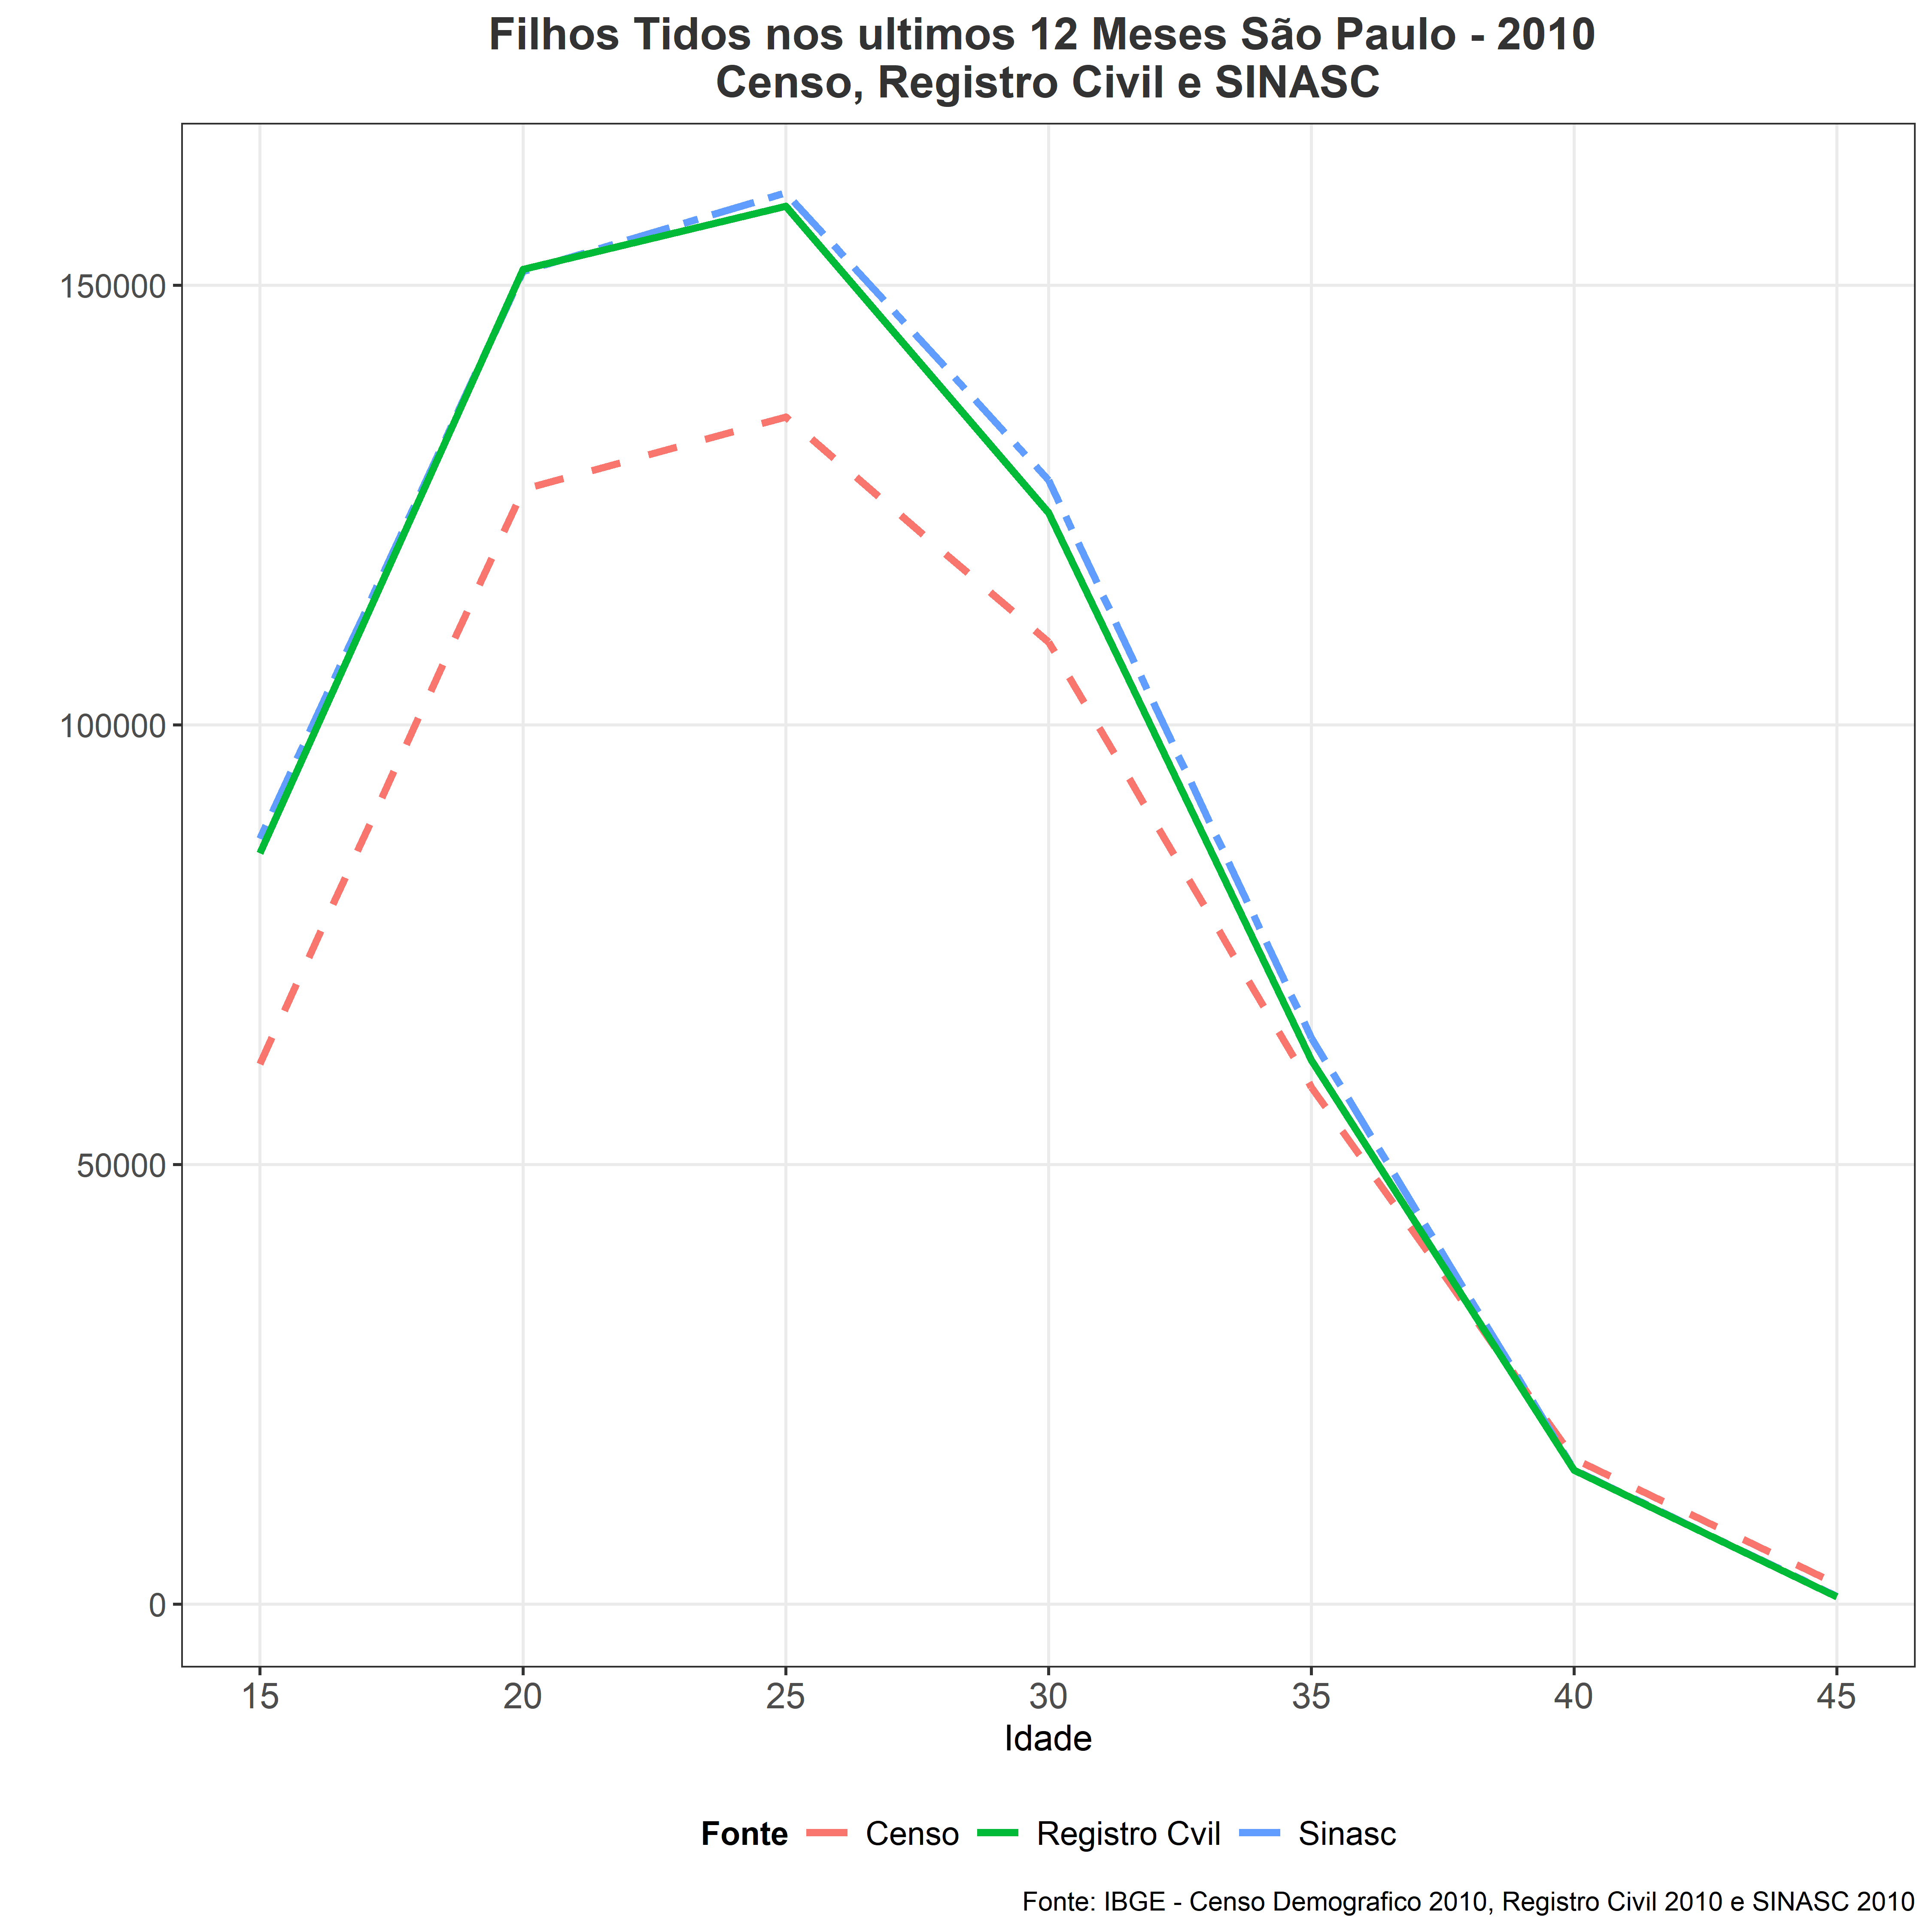 Filhos Tidos nos ultimos 12 Meses São Paulo - 2010
Censo, Registro Civil e SINASC
150000
100000
50000
0
15 20 25 30 35 40 45
Idade
Fonte Censo Registro Cvil Sinasc
Fonte: IBGE - Censo Demografico 2010, Registro Civil 2010 e SINASC 2010